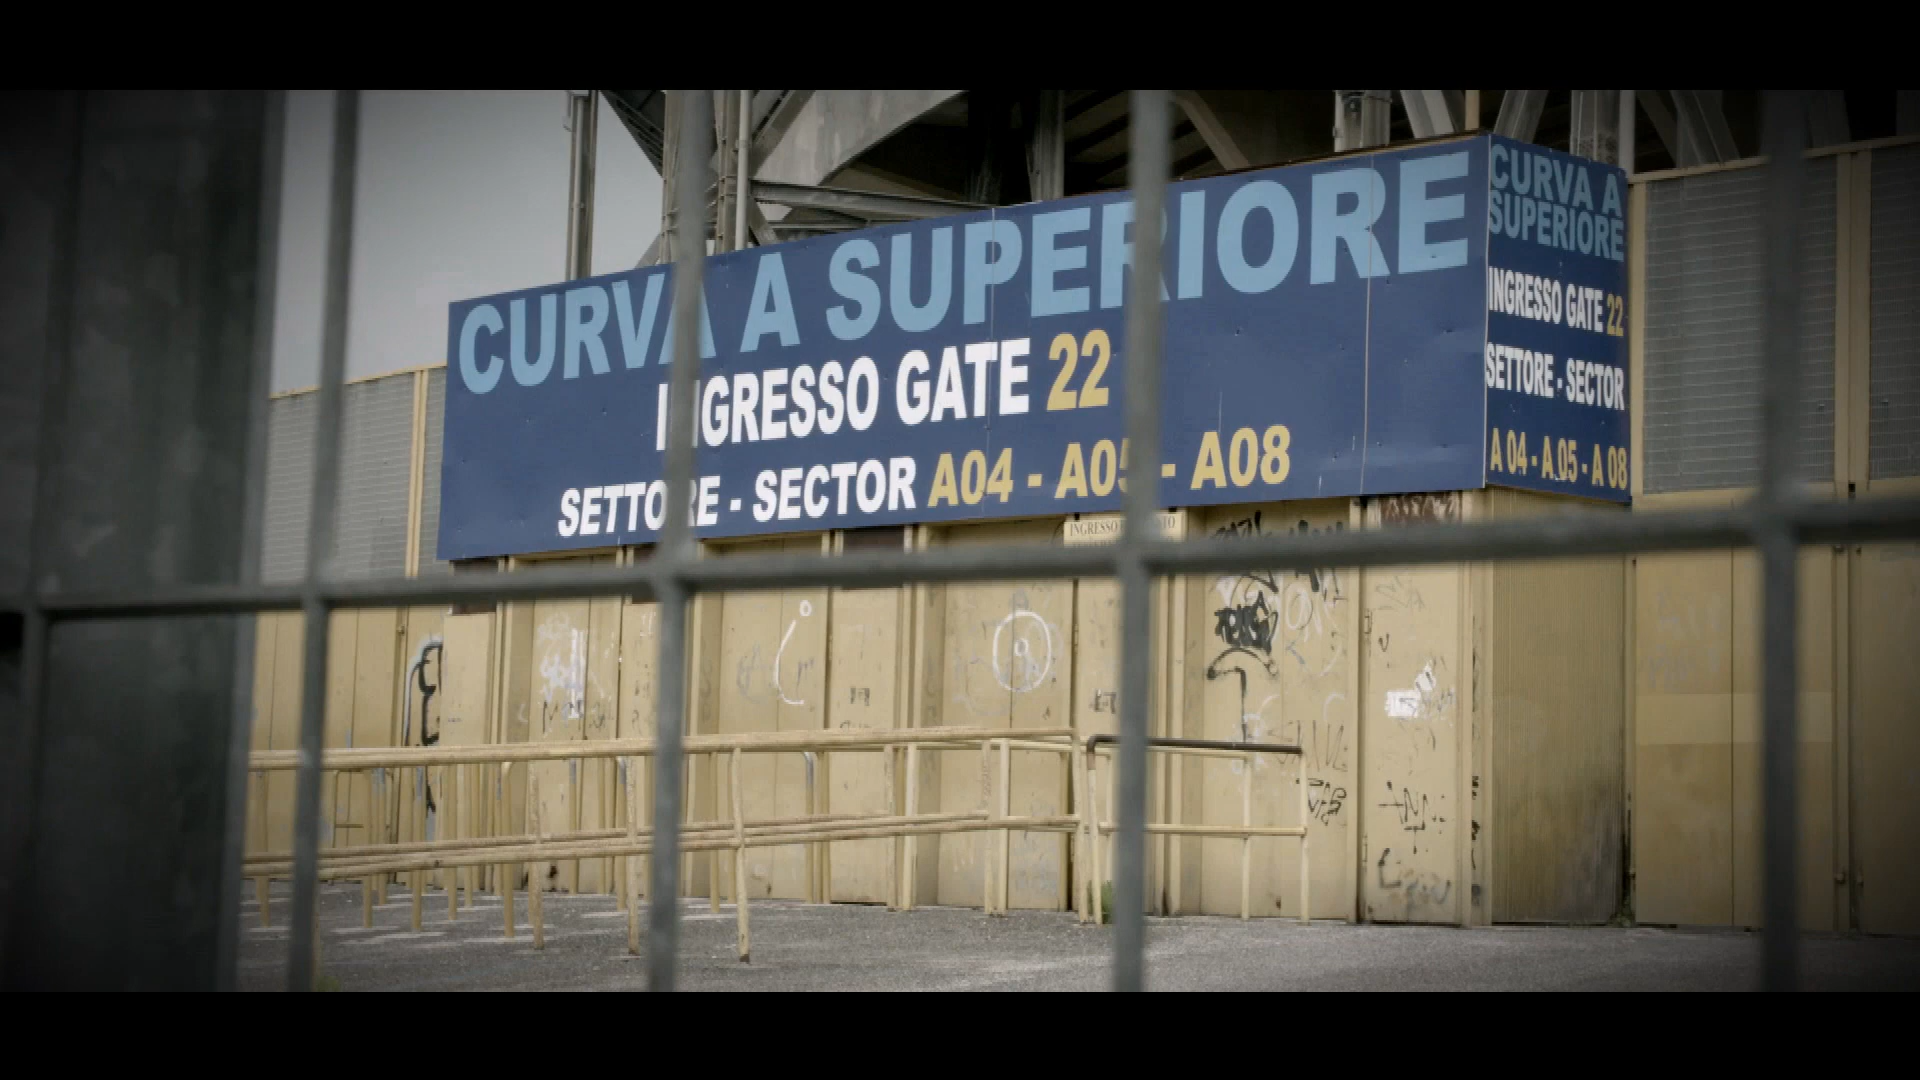 CURVA A SUPERIORE
INGRESSO GATE 22
SETTORE - SECTOR A04 - A05 - A08
CURVA A
SUPERIORE
INGRESSO GATE 22
SETTORE - SECTOR
A 04 - A 05 - A 08
INGRESSO